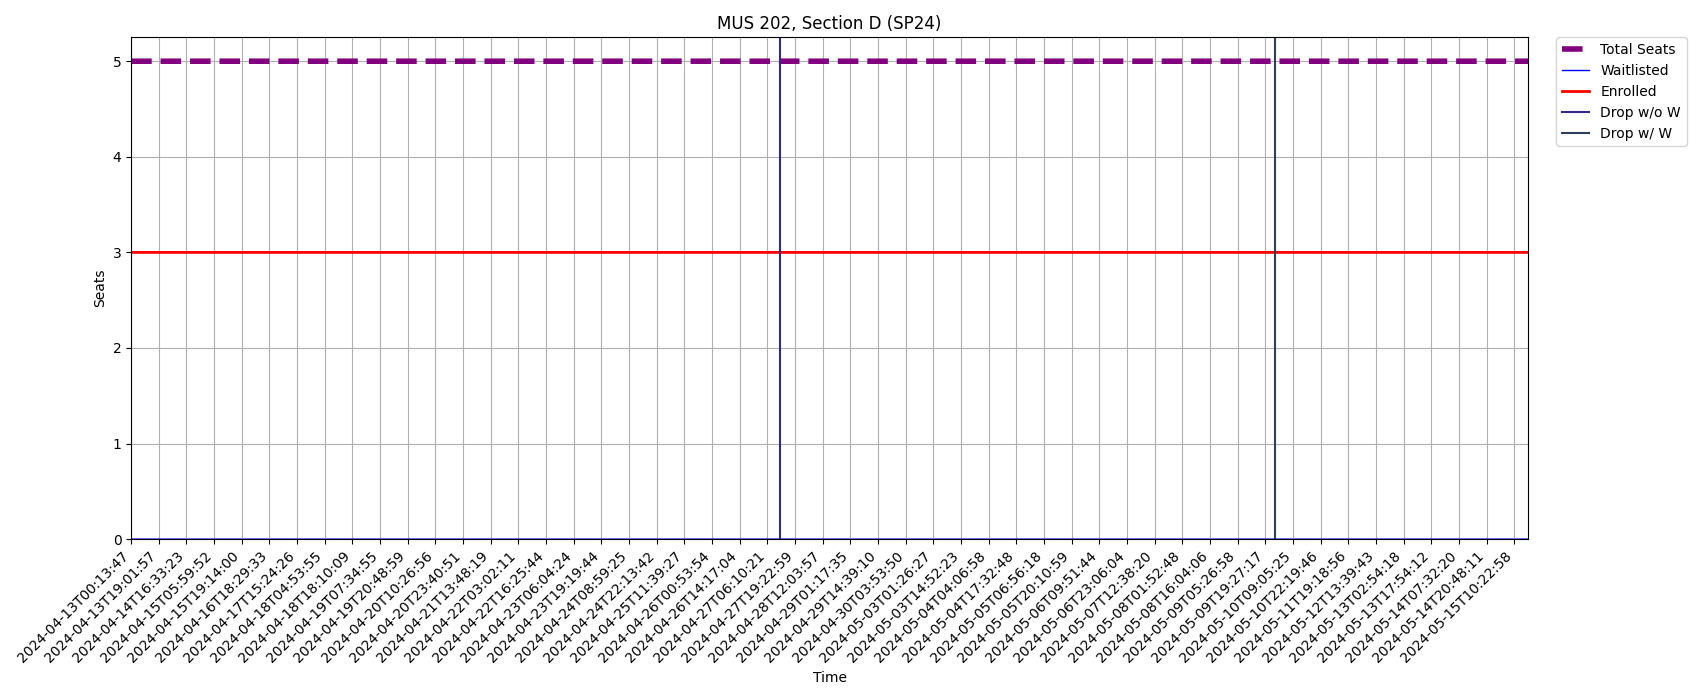 MUS 202, Section D (SP24)
Total Seats
Waitlisted
Enrolled
Drop w/o W
Drop w/ W
Seats
5
4
3
2
1
0
2024-04-13T00:13:47
2024-04-13T19:01:57
2024-04-14T16:33:23
2024-04-15T05:59:52
2024-04-15T19:14:00
2024-04-16T18:29:33
2024-04-17T15:24:26
2024-04-18T04:53:55
2024-04-18T18:10:09
2024-04-19T07:34:55
2024-04-19T20:48:59
2024-04-20T10:26:56
2024-04-20T23:40:51
2024-04-21T13:48:19
2024-04-22T03:02:11
2024-04-22T16:25:44
2024-04-23T06:04:24
2024-04-23T19:19:44
2024-04-24T08:59:25
2024-04-24T22:13:42
2024-04-25T11:39:27
2024-04-26T00:53:54
2024-04-26T14:17:04
2024-04-27T06:10:21
2024-04-27T19:22:59
2024-04-28T12:03:57
2024-04-29T01:17:35
2024-04-29T14:39:10
2024-04-30T03:53:50
2024-05-03T01:26:27
2024-05-03T14:52:23
2024-05-04T04:06:58
2024-05-04T17:32:48
2024-05-05T06:56:18
2024-05-05T20:10:59
2024-05-06T09:51:44
2024-05-06T23:06:04
2024-05-07T12:38:20
2024-05-08T01:52:48
2024-05-08T16:04:06
2024-05-09T05:26:58
2024-05-09T19:27:17
2024-05-10T09:05:25
2024-05-10T22:19:46
2024-05-11T19:18:56
2024-05-12T13:39:43
2024-05-13T02:54:18
2024-05-13T17:54:12
2024-05-14T07:32:20
2024-05-14T20:48:11
2024-05-15T10:22:58
Time